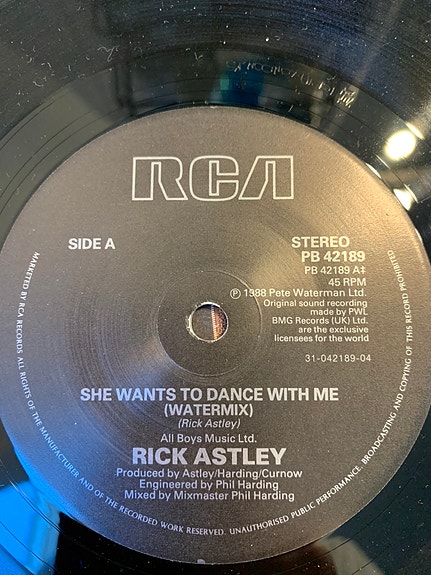 RCA
SIDE A
STEREO
PB 42189
PB 42189 A‡
45 RPM
Ⓟ 1988 Pete Waterman Ltd.
Original sound recording
made by PWL
BMG Records (UK) Ltd.
are the exclusive
licensees for the world
31-042189-04
SHE WANTS TO DANCE WITH ME
(WATERMIX)
(Rick Astley)
All Boys Music Ltd.
RICK ASTLEY
Produced by Astley/Harding/Curnow
Engineered by Phil Harding
Mixed by Mixmaster Phil Harding
MARKETED BY RCA RECORDS ALL RIGHTS OF THE MANUFACTURER AND OF THE RECORDED WORK RESERVED. UNAUTHORISED PUBLIC PERFORMANCE, BROADCASTING AND COPYING OF THIS RECORD PROHIBITED